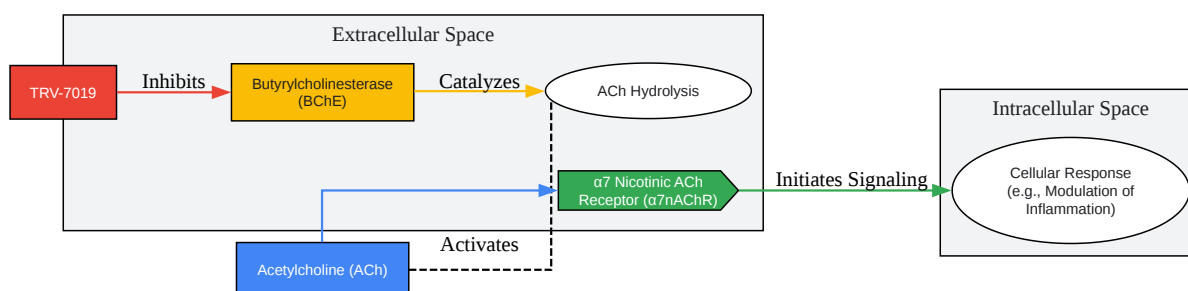 Extracellular Space
TRV-7019
Inhibits
Butyrylcholinesterase
(BChE)
Catalyzes
ACh Hydrolysis
Intracellular Space
α7 Nicotinic ACh
Receptor (α7nAChR)
Initiates Signaling
Cellular Response
(e.g., Modulation of
Inflammation)
Activates
Acetylcholine (ACh)